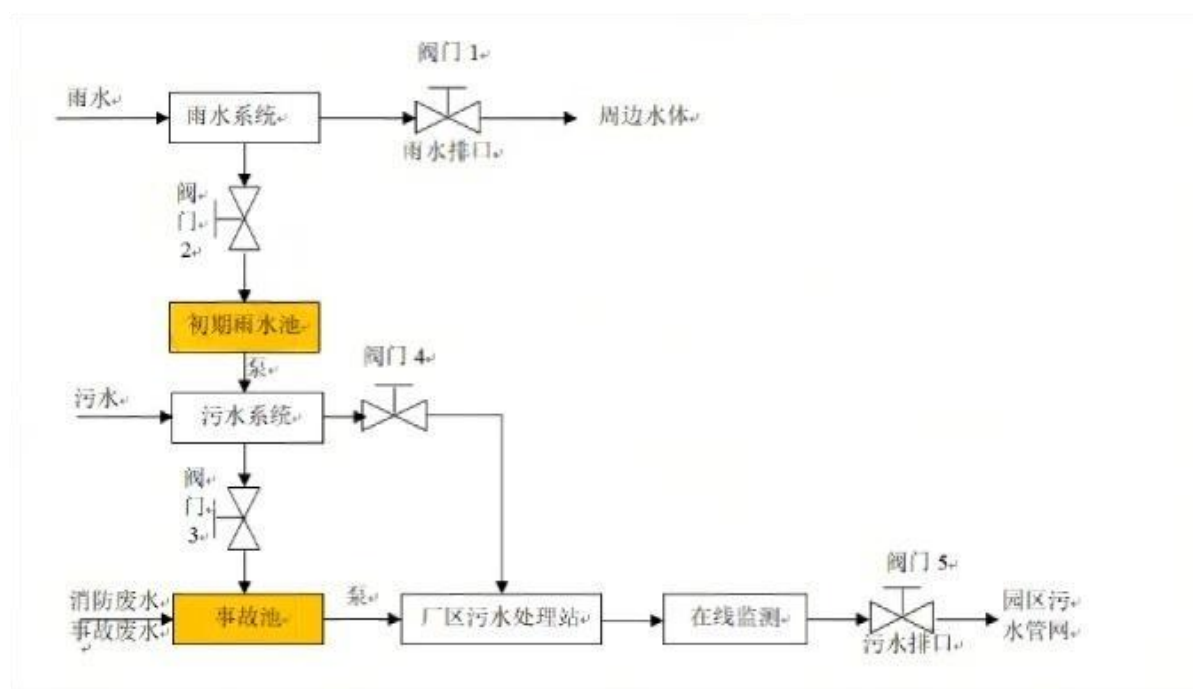 阀门 1
雨水
雨水系统
周边水体
雨水排口
阀
门
2
初期雨水池
泵
阀门 4
污水
污水系统
阀
门
3
阀门 5
消防废水
事故废水
事故池
泵
厂区污水处理站
在线监测
污水排口
园区污
水管网